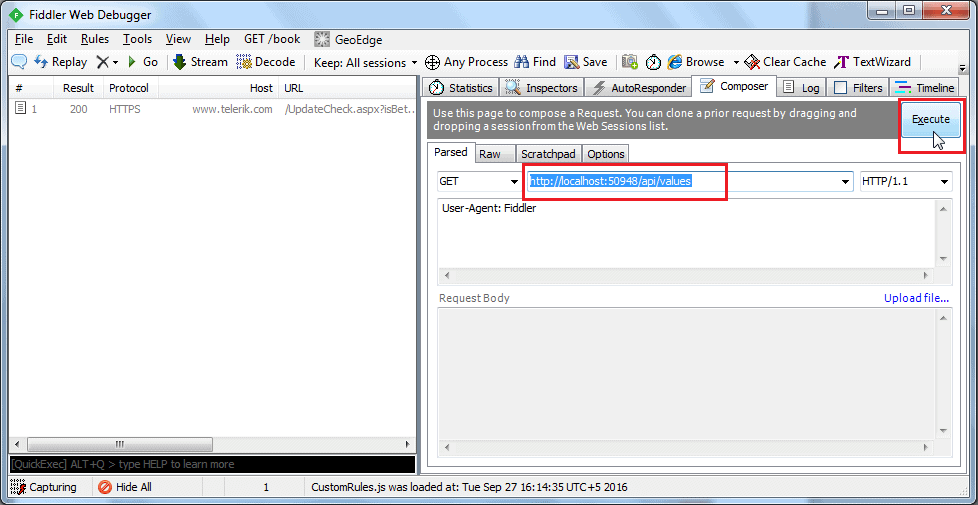 Fiddler Web Debugger
File Edit Rules Tools View Help GET /book GeoEdge
Replay Go Stream Decode Keep: All sessions Any Process Find Save Browse Clear Cache TextWizard
# Result Protocol Host URL
1 200 HTTPS www.telerik.com /UpdateCheck.aspx?isBet...
Statistics Inspectors AutoResponder Composer Log Filters Timeline
Use this page to compose a Request. You can clone a prior request by dragging and
dropping a session from the Web Sessions list.
Execute
Parsed Raw Scratchpad Options
GET http://localhost:50948/api/values HTTP/1.1
User-Agent: Fiddler
Request Body Upload file...
[QuickExec] ALT+Q > type HELP to learn more
Capturing Hide All 1 CustomRules.js was loaded at: Tue Sep 27 16:14:35 UTC+5 2016